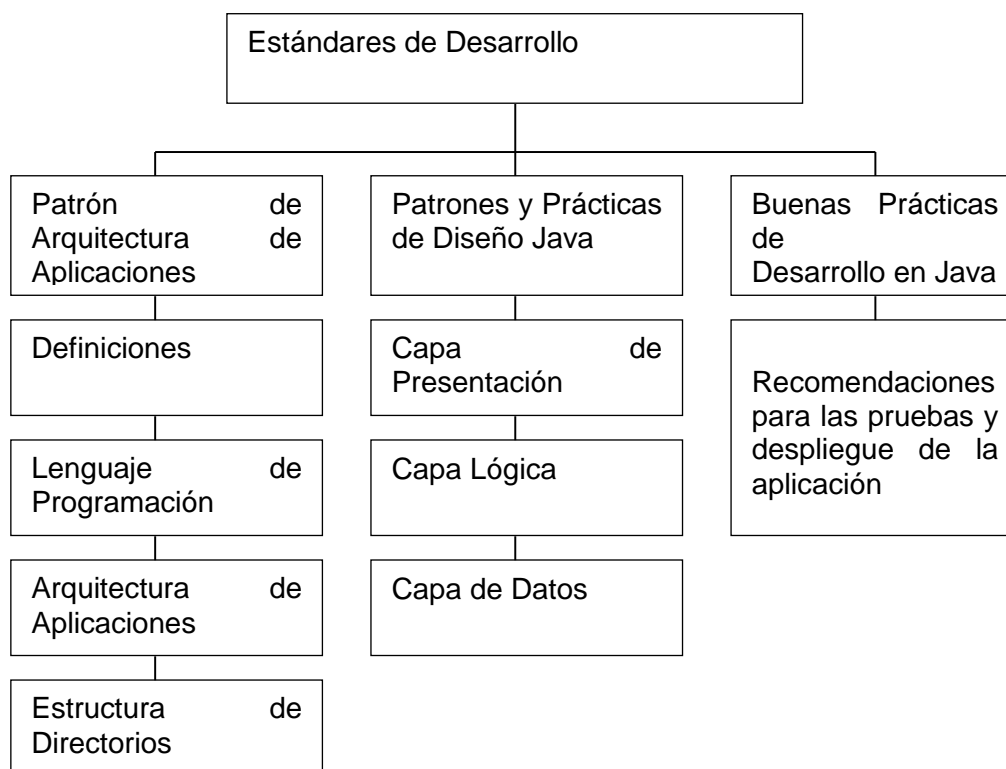 Estándares de Desarrollo
Patrón de
Arquitectura de
Aplicaciones
Patrones y Prácticas
de Diseño Java
Buenas Prácticas
de
Desarrollo en Java
Definiciones
Capa de
Presentación
Recomendaciones
para las pruebas y
despliegue de la
aplicación
Lenguaje de
Programación
Capa Lógica
Arquitectura de
Aplicaciones
Capa de Datos
Estructura de
Directorios